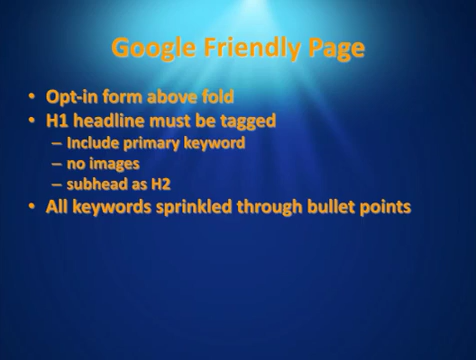 Google Friendly Page
• Opt-in form above fold
• H1 headline must be tagged
– Include primary keyword
– no images
– subhead as H2
• All keywords sprinkled through bullet points